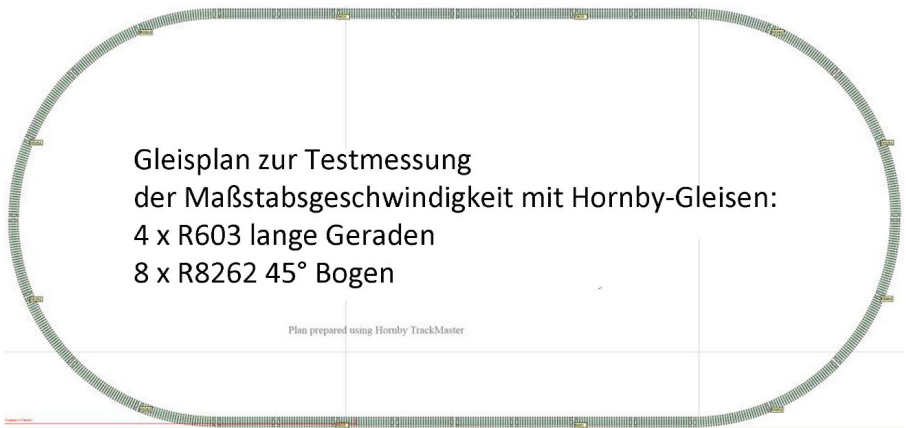 Gleisplan zur Testmessung
der Maßstabsgeschwindigkeit mit Hornby-Gleisen:
4 x R603 lange Geraden
8 x R8262 45° Bogen
Plan prepared using Hornby TrackMaster